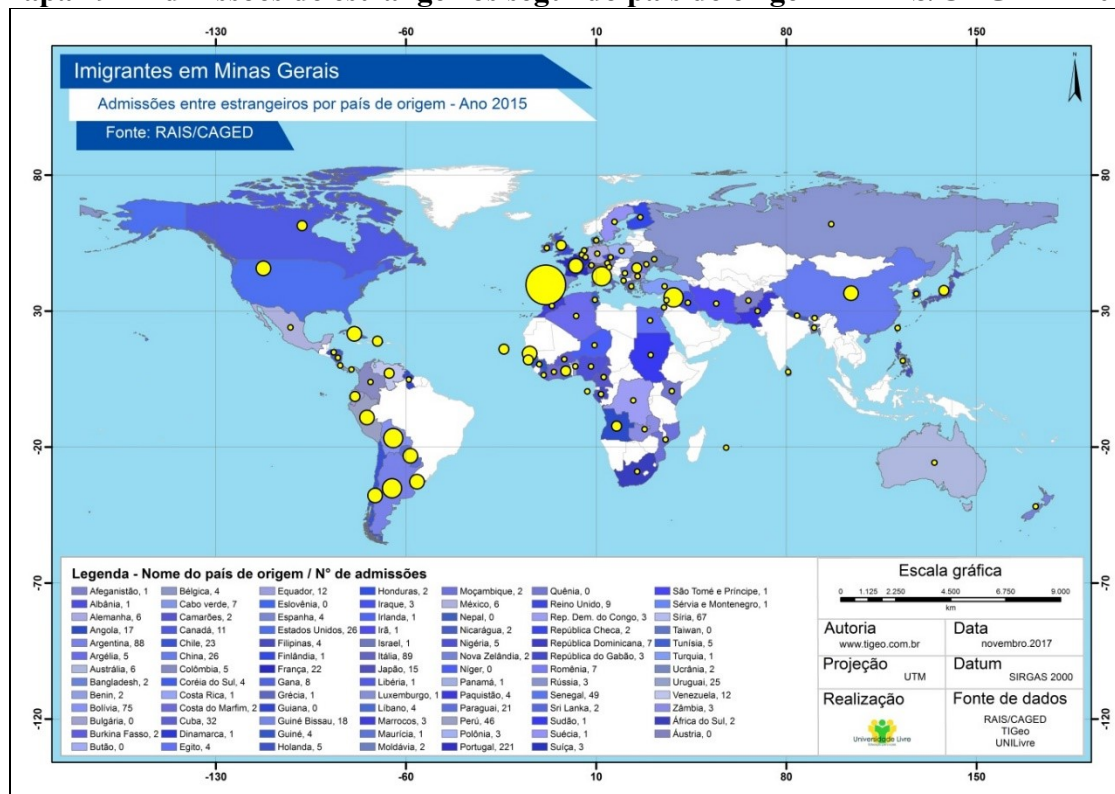 -130 -60 10 80 150
Imigrantes em Minas Gerais
Admissões entre estrangeiros por país de origem - Ano 2015
Fonte: RAIS/CAGED
N
80 80
30 30
-20 -20
-70 -70
-120 -120
Legenda - Nome do país de origem / N° de admissões
Afeganistão, 1
Albânia, 1
Alemanha, 6
Angola, 17
Argentina, 88
Argélia, 5
Austrália, 6
Bangladesh, 2
Benin, 2
Bolívia, 75
Bulgária, 0
Burkina Fasso, 2
Butão, 0
Bélgica, 4
Cabo verde, 7
Camarões, 2
Canadá, 11
Chile, 23
China, 26
Colômbia, 5
Coréia do Sul, 4
Costa Rica, 1
Costa do Marfim, 2
Cuba, 32
Dinamarca, 1
Egito, 4
Equador, 12
Eslovênia, 0
Espanha, 4
Estados Unidos, 26
Filipinas, 4
Finlândia, 1
França, 22
Gana, 8
Grécia, 1
Guiana, 0
Guiné Bissau, 18
Guiné, 4
Holanda, 5
Honduras, 2
Iraque, 3
Irlanda, 1
Irã, 1
Israel, 1
Itália, 89
Japão, 15
Libéria, 1
Luxemburgo, 1
Líbano, 4
Marrocos, 3
Maurícia, 1
Moldávia, 2
Moçambique, 2
México, 6
Nepal, 0
Nicarágua, 2
Nigéria, 5
Nova Zelândia, 2
Níger, 0
Panamá, 1
Paquistão, 4
Paraguai, 21
Perú, 46
Polônia, 3
Portugal, 221
Quênia, 0
Reino Unido, 9
Rep. Dem. do Congo, 3
República Checa, 2
República Dominicana, 7
República do Gabão, 3
Romênia, 7
Rússia, 3
Senegal, 49
Sri Lanka, 2
Sudão, 1
Suécia, 1
Suíça, 3
São Tomé e Príncipe, 1
Sérvia e Montenegro, 1
Síria, 67
Taiwan, 0
Tunísia, 5
Turquia, 1
Ucrânia, 2
Uruguai, 25
Venezuela, 12
Zâmbia, 3
África do Sul, 2
Áustria, 0
Escala gráfica
0 1.125 2.250 4.500 6.750 9.000
km
Autoria
www.tigeo.com.br
Data
novembro.2017
Projeção
UTM
Datum
SIRGAS 2000
Realização
Universidade Livre
Fonte de dados
RAIS/CAGED
TIGeo
UNILivre
-130 -60 10 80 150